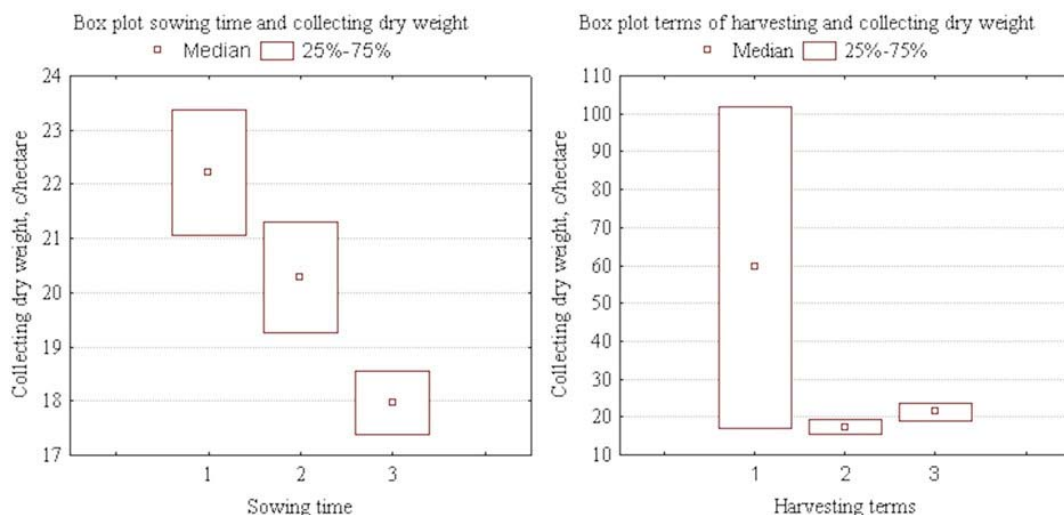 Box plot sowing time and collecting dry weight
Median 25%-75%
Collecting dry weight, c/hectare
24
23
22
21
20
19
18
17
1 2 3
Sowing time
Box plot terms of harvesting and collecting dry weight
Median 25%-75%
Collecting dry weight, c/hectare
110
100
90
80
70
60
50
40
30
20
10
1 2 3
Harvesting terms